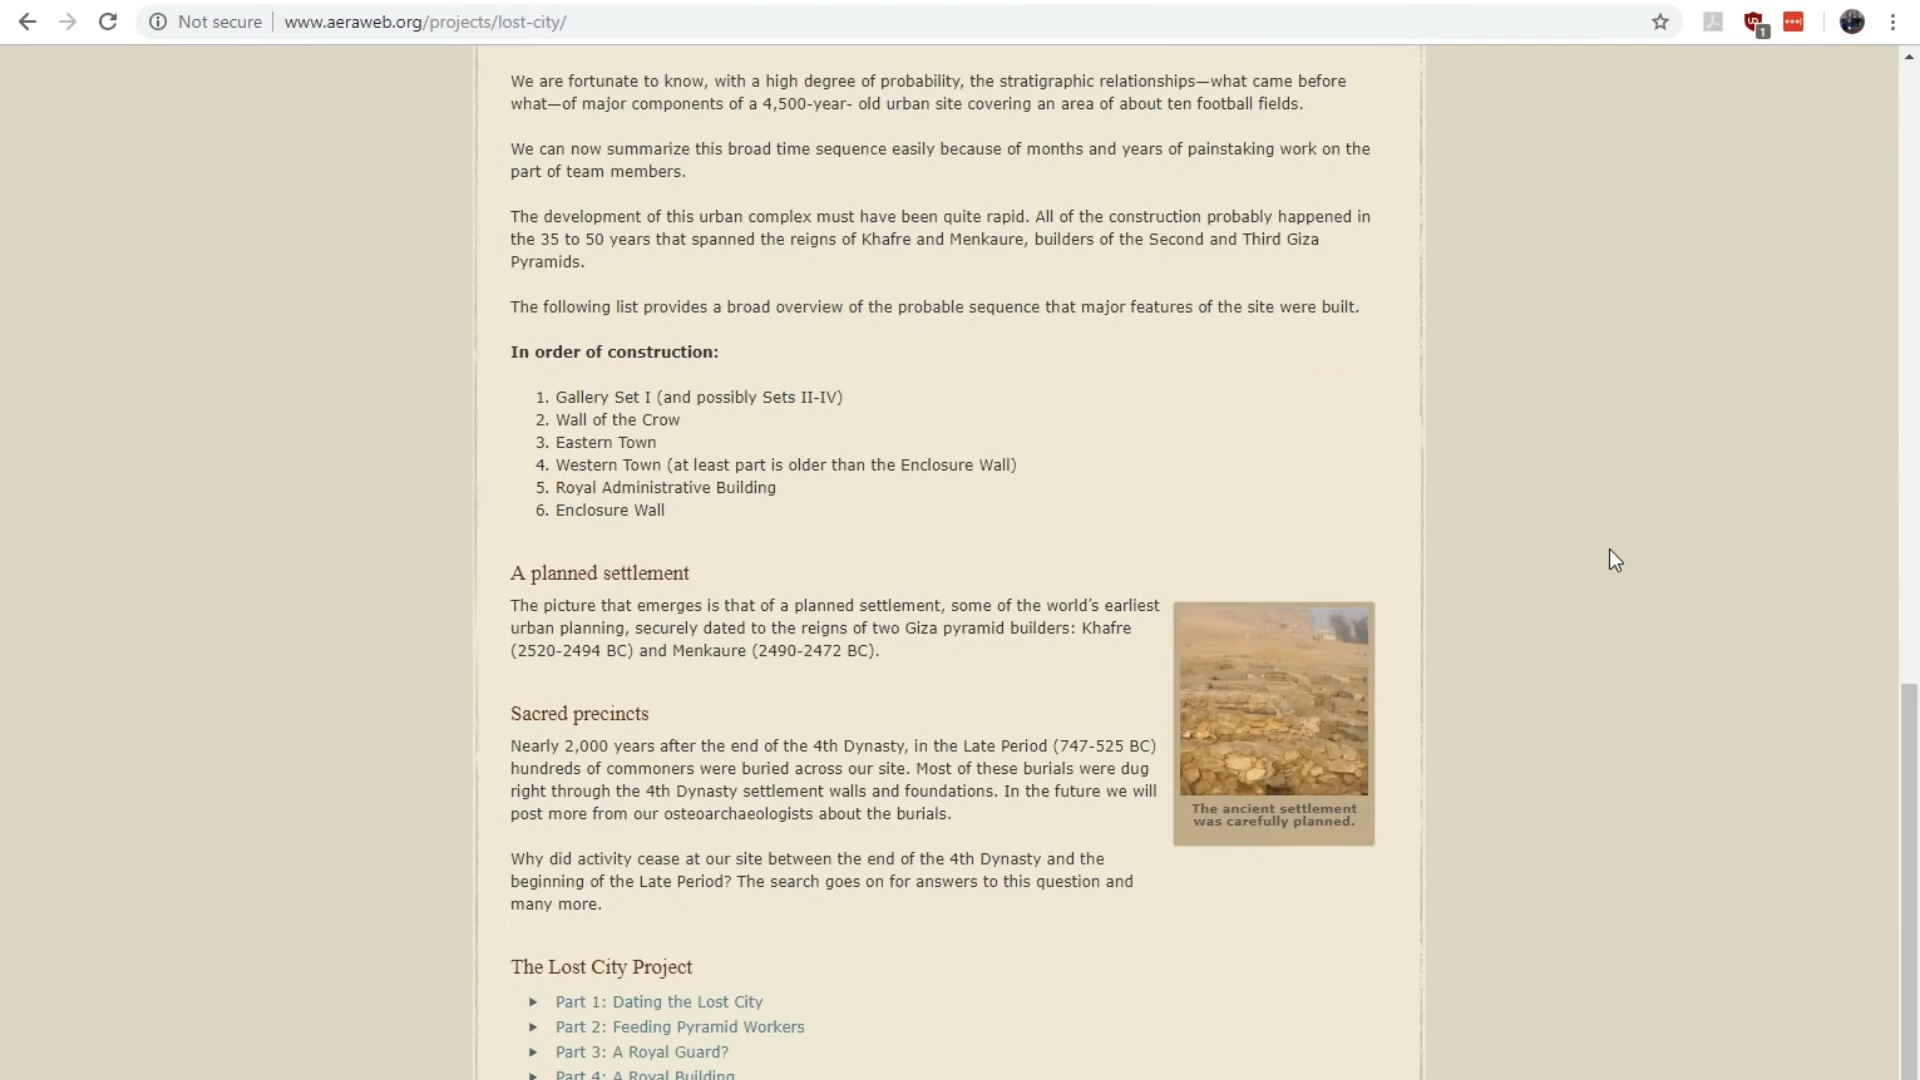 Not secure
www.aeraweb.org/projects/lost-city/
1
We are fortunate to know, with a high degree of probability, the stratigraphic relationships—what came before
what—of major components of a 4,500-year- old urban site covering an area of about ten football fields.
We can now summarize this broad time sequence easily because of months and years of painstaking work on the
part of team members.
The development of this urban complex must have been quite rapid. All of the construction probably happened in
the 35 to 50 years that spanned the reigns of Khafre and Menkaure, builders of the Second and Third Giza
Pyramids.
The following list provides a broad overview of the probable sequence that major features of the site were built.
In order of construction:
1. Gallery Set I (and possibly Sets II-IV)
2. Wall of the Crow
3. Eastern Town
4. Western Town (at least part is older than the Enclosure Wall)
5. Royal Administrative Building
6. Enclosure Wall
A planned settlement
The picture that emerges is that of a planned settlement, some of the world's earliest
urban planning, securely dated to the reigns of two Giza pyramid builders: Khafre
(2520-2494 BC) and Menkaure (2490-2472 BC).
The ancient settlement
was carefully planned.
Sacred precincts
Nearly 2,000 years after the end of the 4th Dynasty, in the Late Period (747-525 BC)
hundreds of commoners were buried across our site. Most of these burials were dug
right through the 4th Dynasty settlement walls and foundations. In the future we will
post more from our osteoarchaeologists about the burials.
Why did activity cease at our site between the end of the 4th Dynasty and the
beginning of the Late Period? The search goes on for answers to this question and
many more.
The Lost City Project
Part 1: Dating the Lost City
Part 2: Feeding Pyramid Workers
Part 3: A Royal Guard?
Part 4: A Royal Building